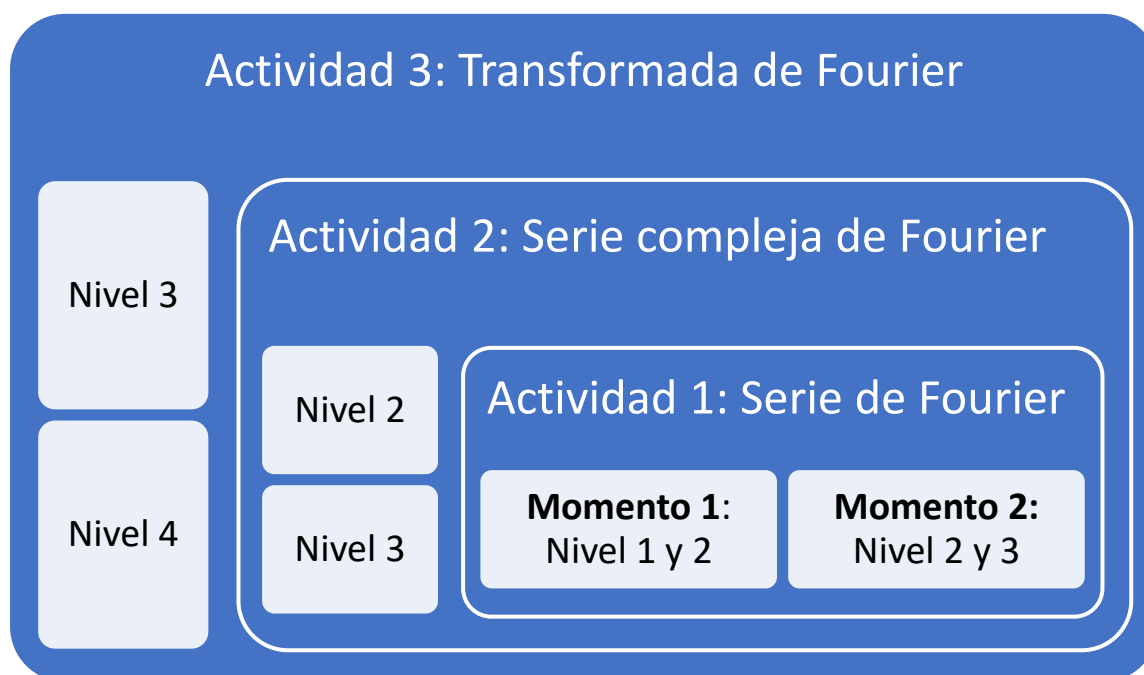 Actividad 3: Transformada de Fourier
Nivel 3
Nivel 4
Actividad 2: Serie compleja de Fourier
Nivel 2
Nivel 3
Actividad 1: Serie de Fourier
Momento 1:
Nivel 1 y 2
Momento 2:
Nivel 2 y 3